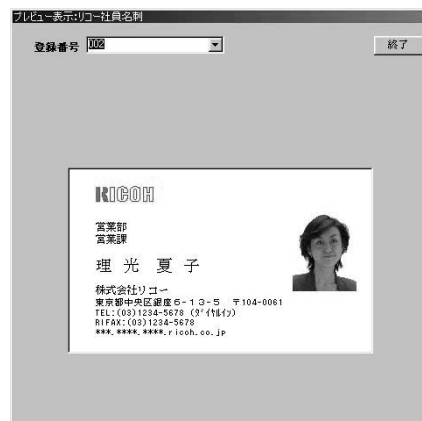 プレビュー表示:リコー社員名刺
登録番号 002
終了
RICOH
営業部
営業課
理 光 夏 子
株式会社リコー
東京都中央区銀座6-13-5 〒104-0061
TEL:(03)1234-5678 (ダイヤルイン)
RIFAX:(03)1234-5678
***.****.****.ricoh.co.jp